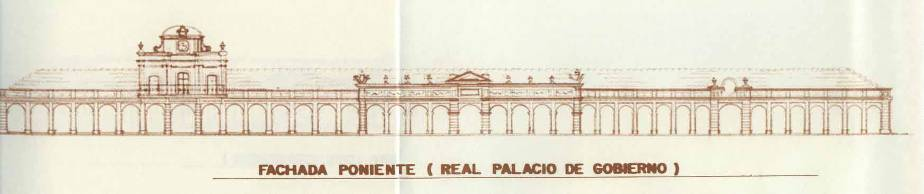 FACHADA PONIENTE ( REAL PALACIO DE GOBIERNO )